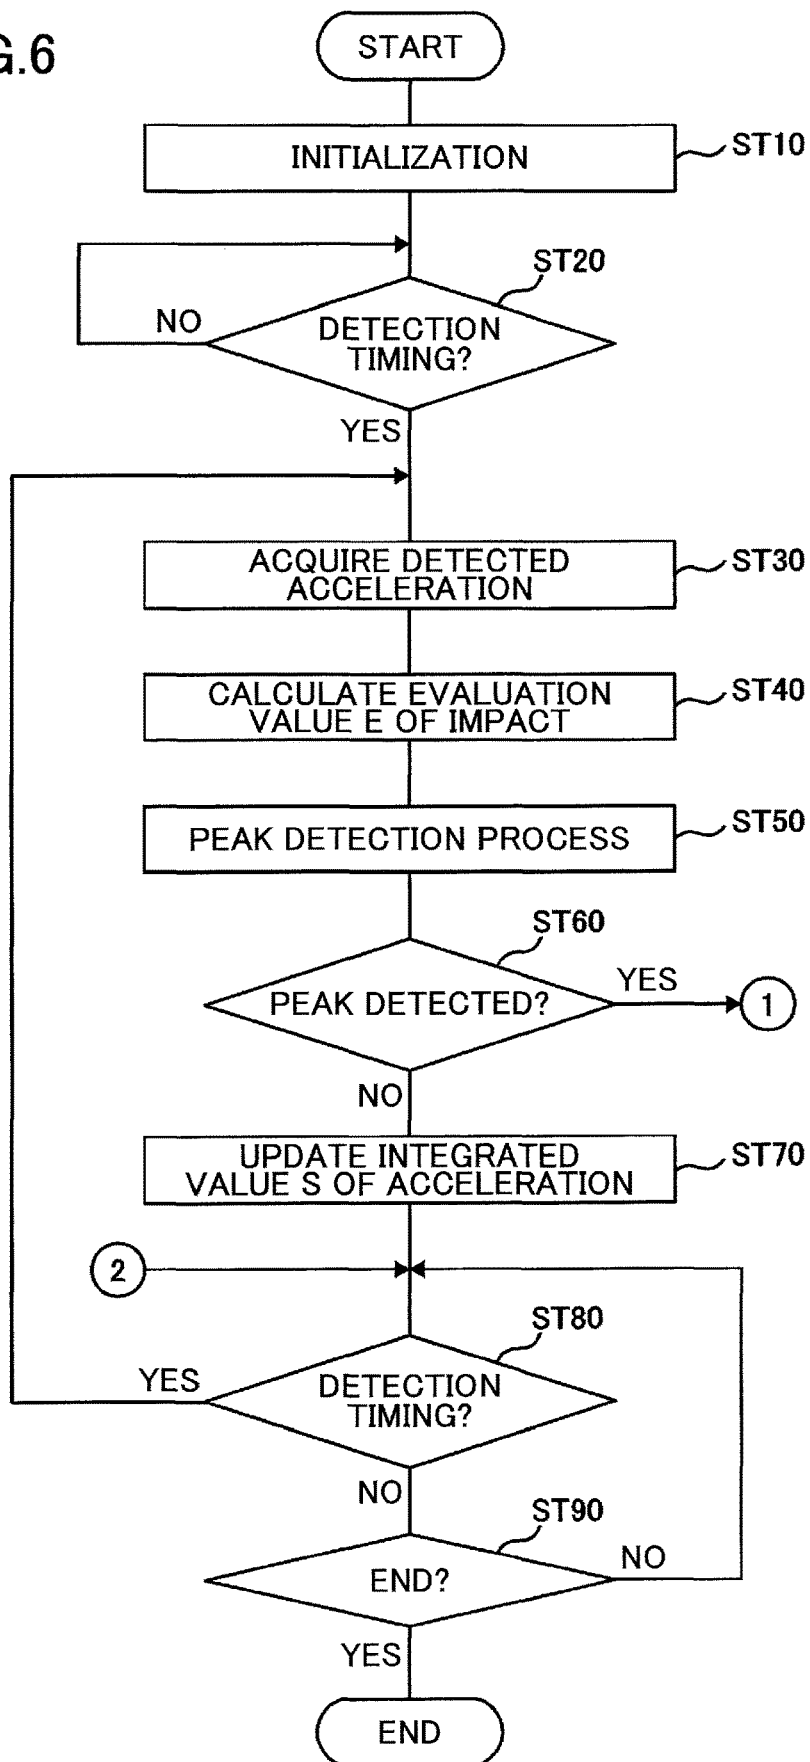 G.6
START
INITIALIZATION
ST10
ST20
NO
DETECTION
TIMING?
YES
ACQUIRE DETECTED
ACCELERATION
ST30
CALCULATE EVALUATION
VALUE E OF IMPACT
ST40
PEAK DETECTION PROCESS
ST50
ST60
PEAK DETECTED?
YES
1
NO
UPDATE INTEGRATED
VALUE S OF ACCELERATION
ST70
2
ST80
YES
DETECTION
TIMING?
NO
ST90
END?
NO
YES
END